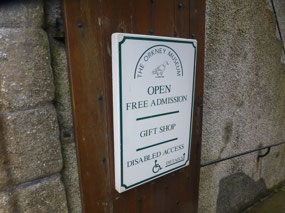 THE ORKNEY MUSEUM
OPEN
FREE ADMISSION
GIFT SHOP
DISABLED ACCESS